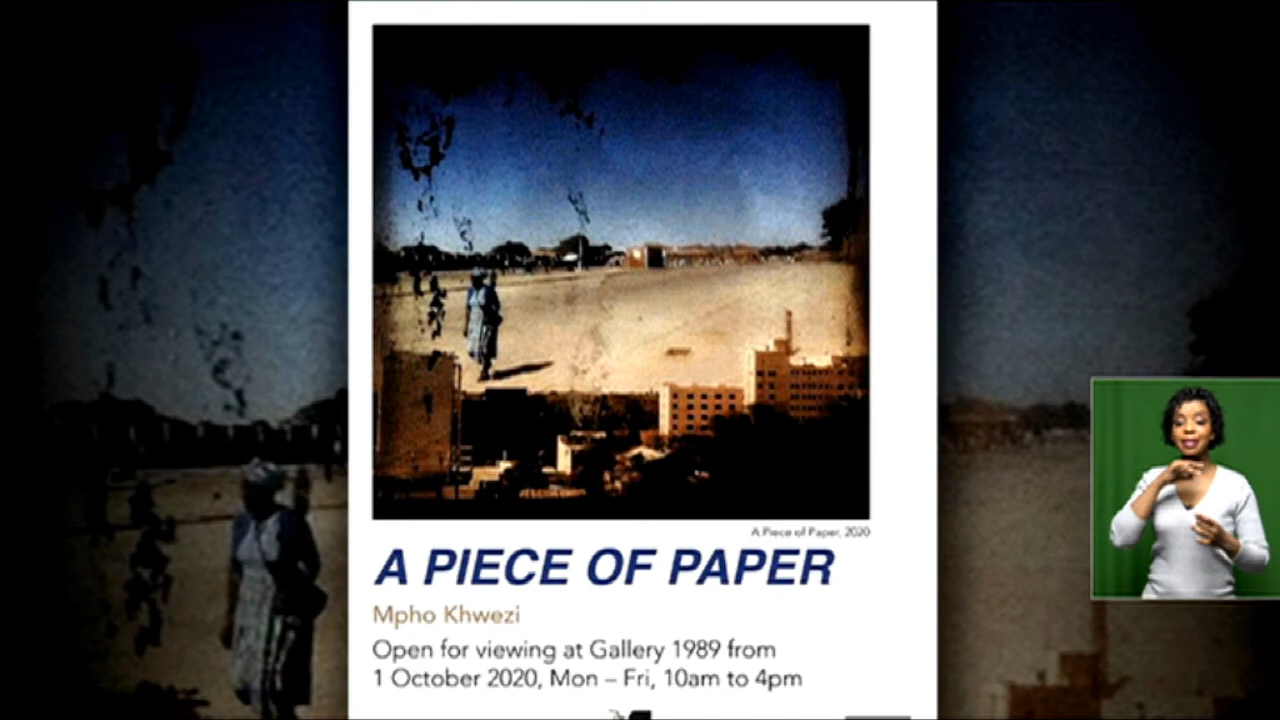 A Piece of Paper, 2020
A PIECE OF PAPER
Mpho Khwezi
Open for viewing at Gallery 1989 from
1 October 2020, Mon – Fri, 10am to 4pm